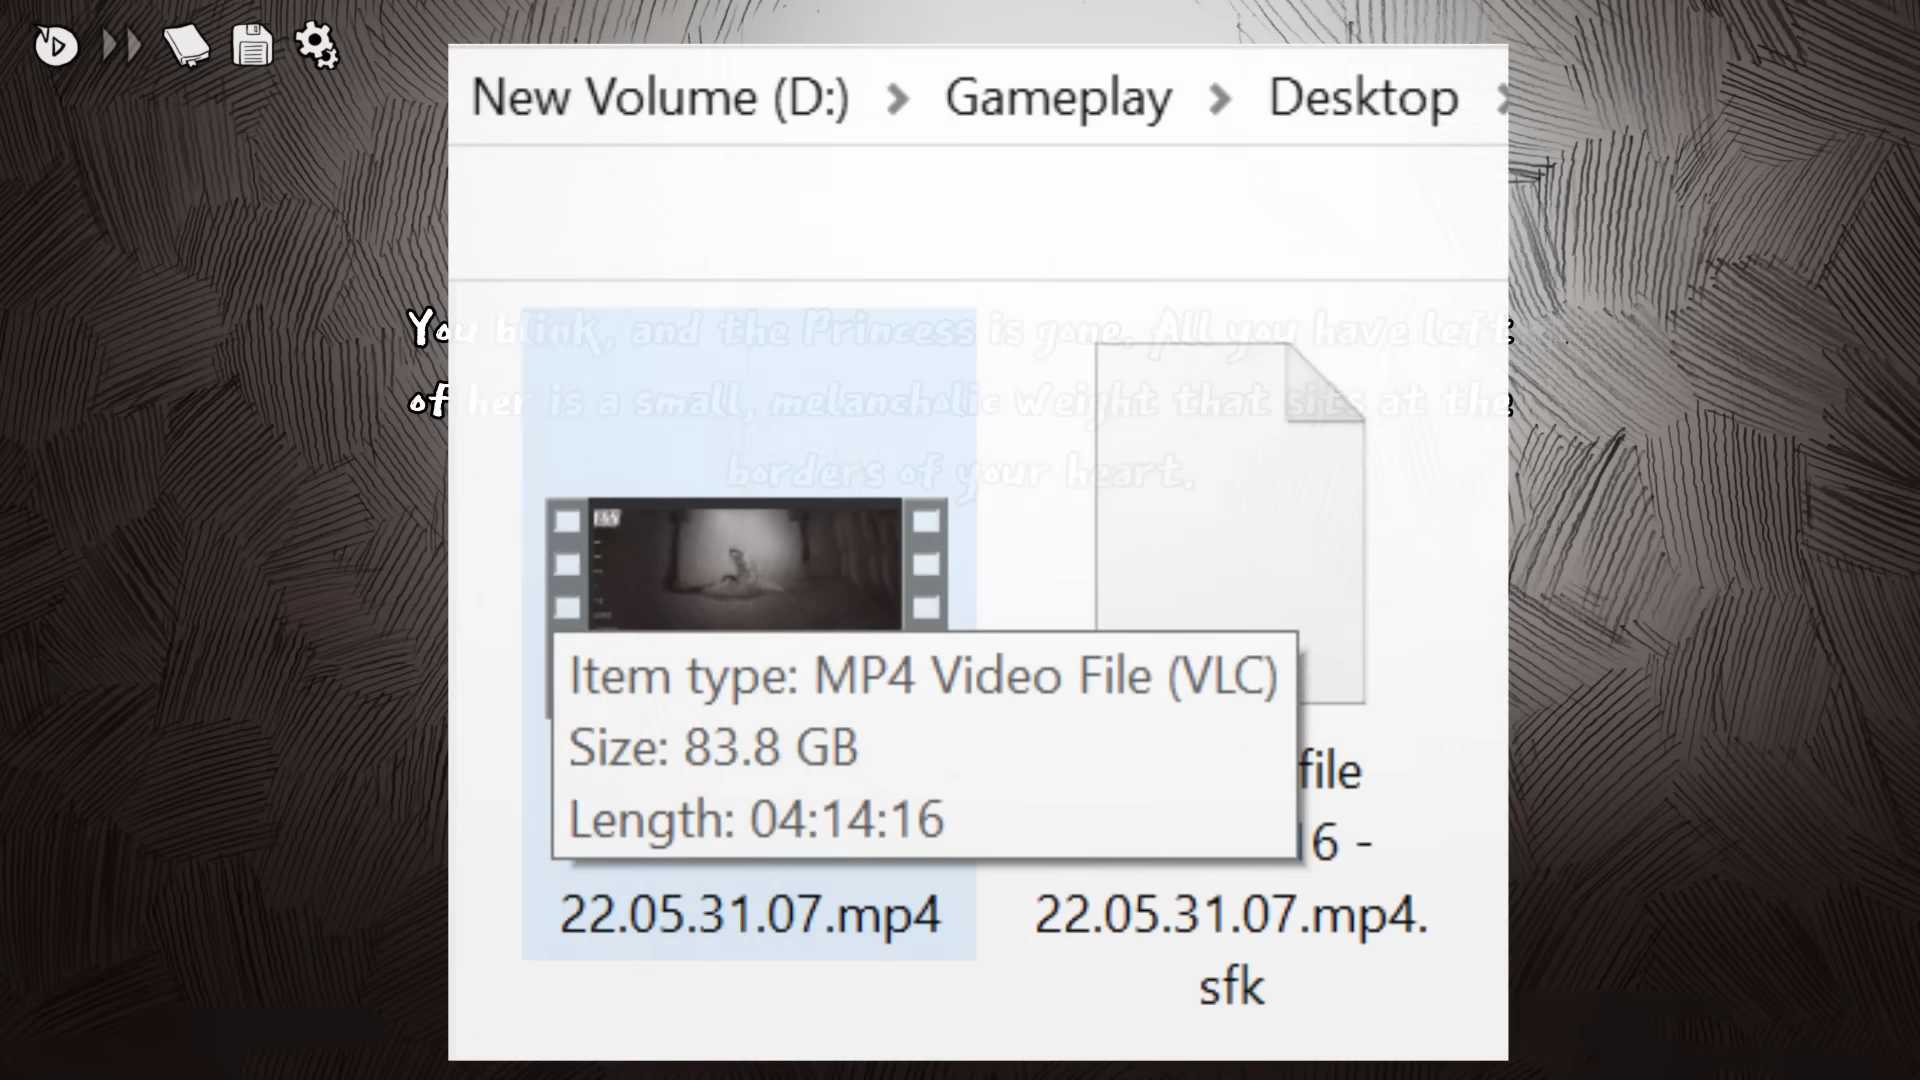 New Volume (D:) > Gameplay > Desktop >
You blink, and the Princess is gone. All you have left
of her is a small, melancholic weight that sits at the
borders of your heart.
Item type: MP4 Video File (VLC)
Size: 83.8 GB
Length: 04:14:16
file
6 -
22.05.31.07.mp4
22.05.31.07.mp4.
sfk